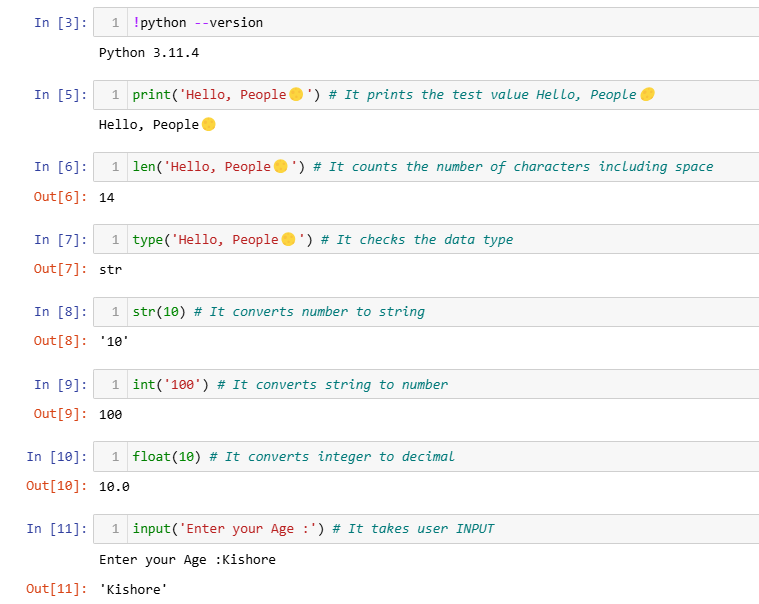 In [3]: 1 !python --version
Python 3.11.4
In [5]: 1 print('Hello, People🌕') # It prints the test value Hello, People🌕
Hello, People🌕
In [6]: 1 len('Hello, People🌕') # It counts the number of characters including space
Out[6]: 14
In [7]: 1 type('Hello, People🌕') # It checks the data type
Out[7]: str
In [8]: 1 str(10) # It converts number to string
Out[8]: '10'
In [9]: 1 int('100') # It converts string to number
Out[9]: 100
In [10]: 1 float(10) # It converts integer to decimal
Out[10]: 10.0
In [11]: 1 input('Enter your Age :') # It takes user INPUT
Enter your Age :Kishore
Out[11]: 'Kishore'